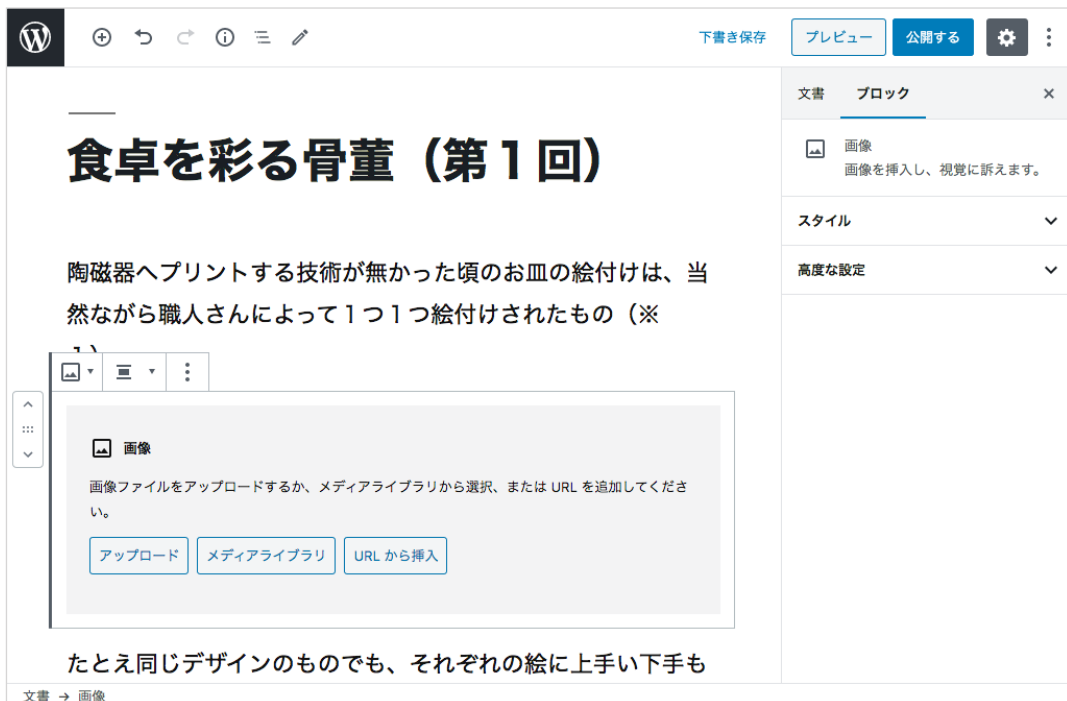 下書き保存
プレビュー
公開する
文書
ブロック
画像
画像を挿入し、視覚に訴えます。
スタイル
高度な設定
食卓を彩る骨董（第１回）
陶磁器へプリントする技術が無かった頃のお皿の絵付けは、当
然ながら職人さんによって１つ１つ絵付けされたもの（※
画像
画像ファイルをアップロードするか、メディアライブラリから選択、または URL を追加してくださ
い。
アップロード
メディアライブラリ
URL から挿入
たとえ同じデザインのものでも、それぞれの絵に上手い下手も
文書 → 画像